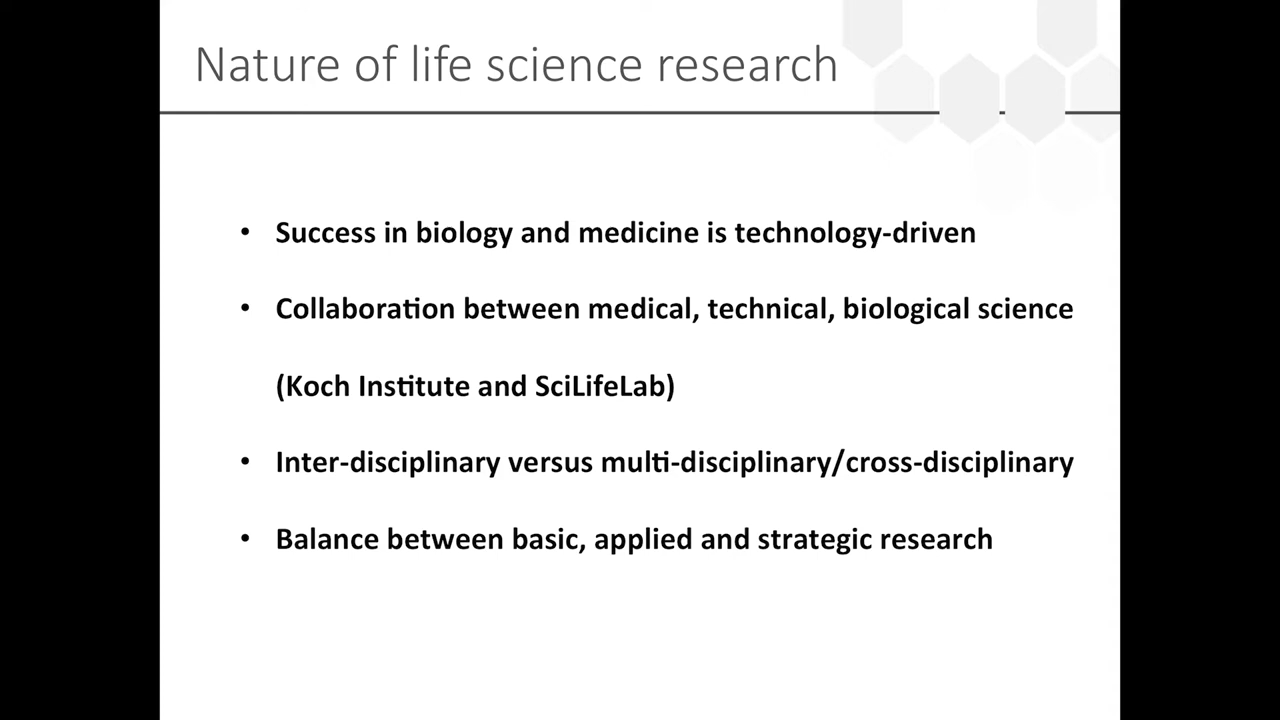 Nature of life science research
• Success in biology and medicine is technology-driven
• Collaboration between medical, technical, biological science
(Koch Institute and SciLifeLab)
• Inter-disciplinary versus multi-disciplinary/cross-disciplinary
• Balance between basic, applied and strategic research